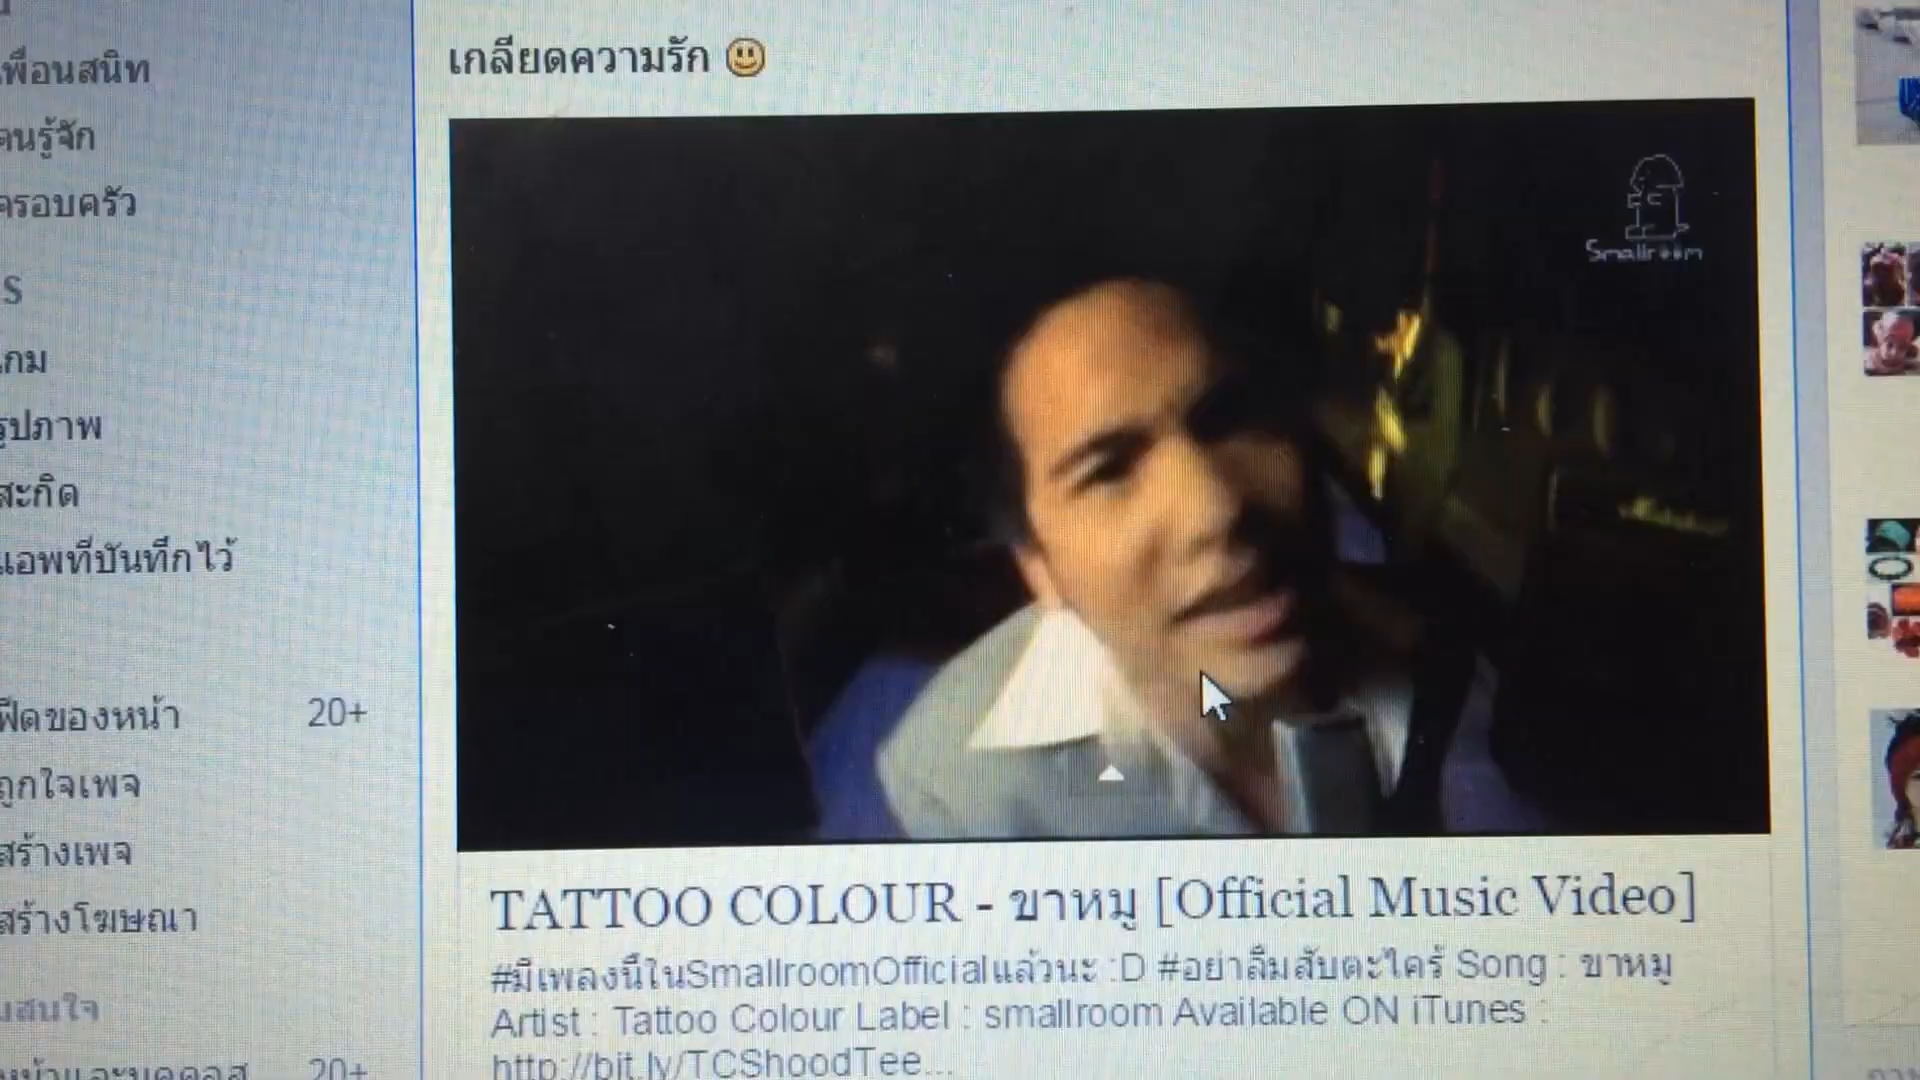 เพื่อนสนิท
คนรู้จัก
ครอบครัว
S
เกม
รูปภาพ
สะกิด
แอพที่บันทึกไว้
ฟีดของหน้า 20+
ถูกใจเพจ
สร้างเพจ
สร้างโฆษณา
20+
เกลียดความรัก
Smallroom
TATTOO COLOUR - ขาหมู [Official Music Video]
#มีเพลงนี้ในSmallroomOfficialแล้วนะ :D #อย่าลืมสับตะไคร้ Song : ขาหมู
Artist : Tattoo Colour Label : smallroom Available ON iTunes :
http://bit.ly/TCShoodTee...